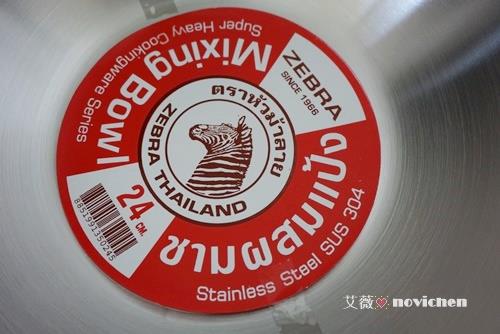 ZEBRA
SINCE 1966
Mixing Bowl
Super Heavy Cookingware Series
ตราหัวม้าลาย
ZEBRA THAILAND
24 CM.
8851991350245
ชามผสมแป้ง
Stainless Steel SUS 304
艾薇 novichen